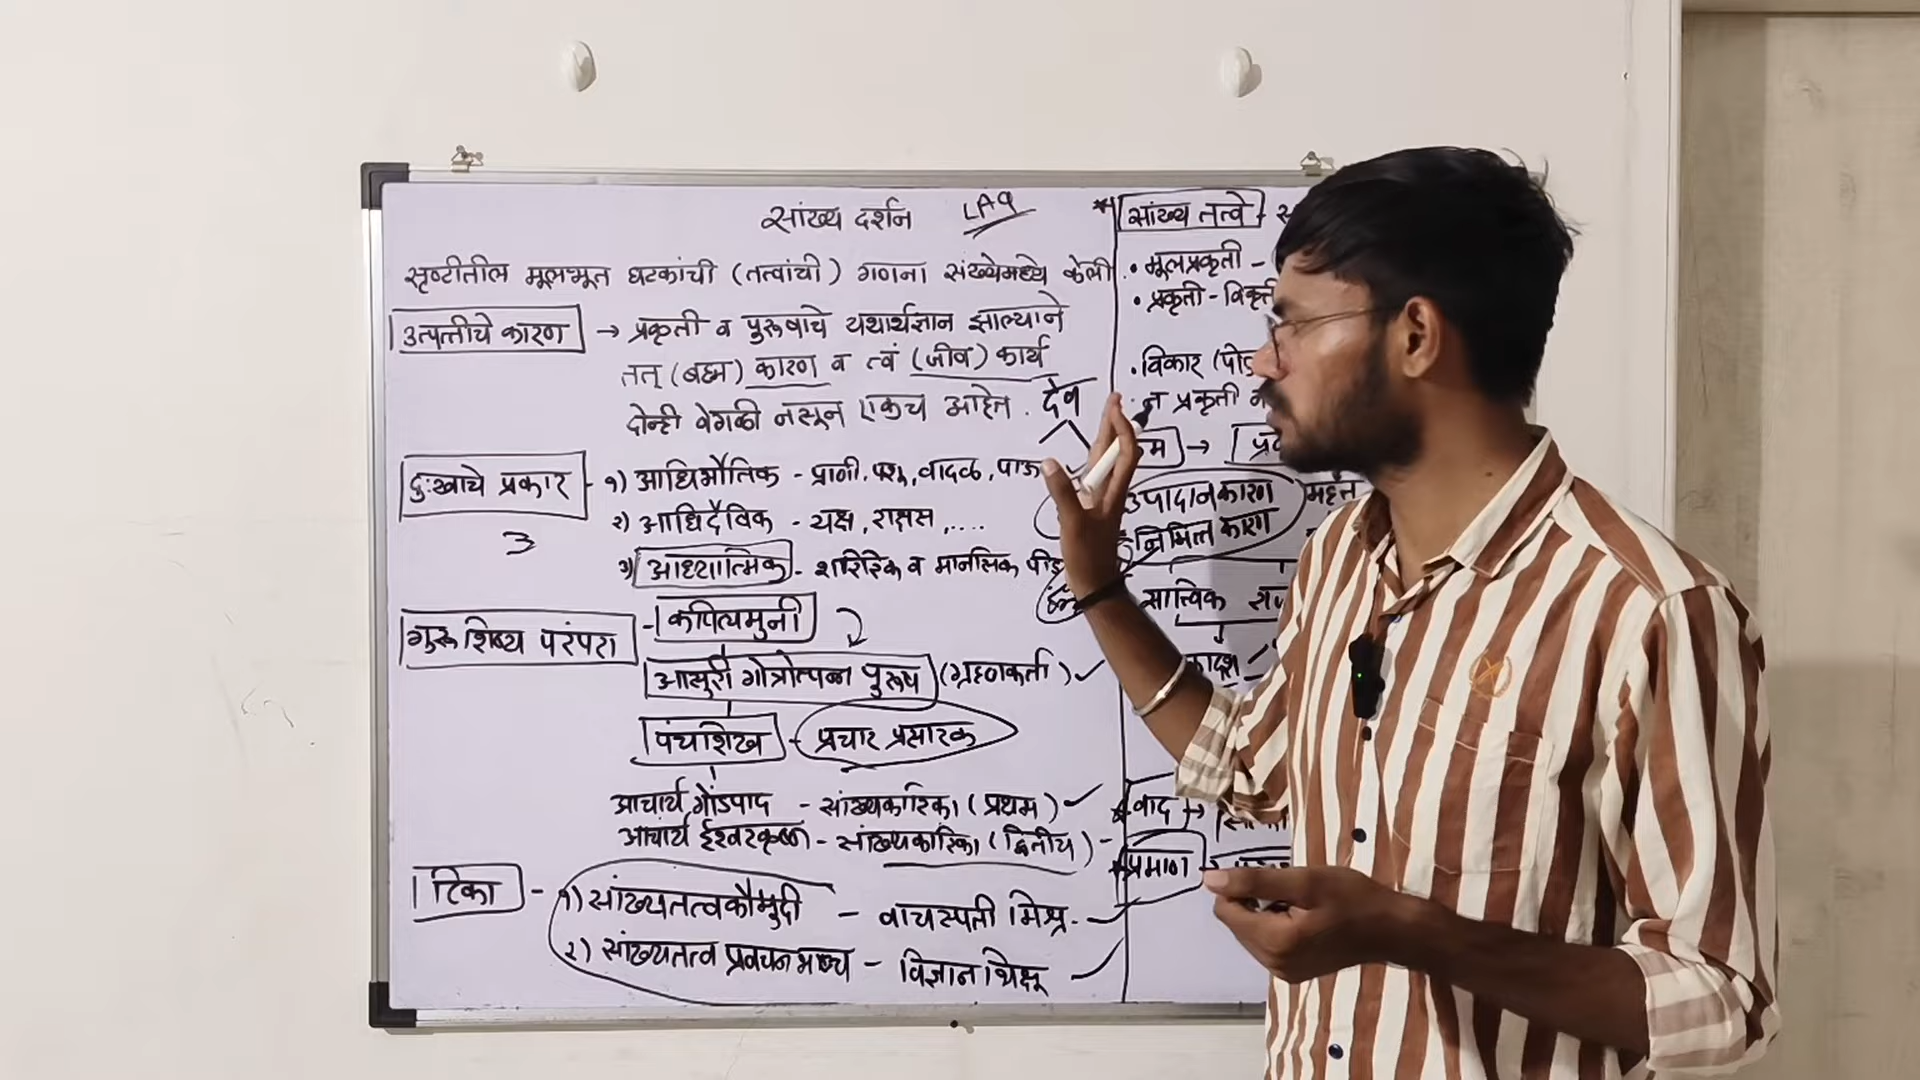 सांख्य दर्शन LAQ
सृष्टीतील मूलभूत घटकांची (तत्वांची) गणना संख्येमध्ये केली.
उत्पत्तीचे कारण → प्रकृती व पुरूषाचे यथार्थज्ञान झाल्याने
तत् (बह्म) कारण व त्वं (जीव) कार्य
दोन्ही वेगळी नसून एकच आहेत. देव
दुःखाचे प्रकार - १) आधिभौतिक - प्राणी, पशू, वादळ,
3
२) आधिदैविक - यक्ष, राक्षस, ....
३) आध्यात्मिक - शारिरिक व मानसिक
गुरू शिष्य परंपरा - कपिलमुनी
आसुरी गोत्रोत्पन्न पुरूष (ग्रहणकर्ता)
पंचशिख - प्रचार प्रसारक
आचार्य गौडपाद - सांख्यकारिका (प्रथम)
आचार्य ईश्वरकृष्ण - सांख्यकारिका (द्वितीय) -
टिका - १) सांख्यतत्वकौमुदी - वाचस्पती मिश्र.
२) सांख्यतत्व प्रवचन भाष्य - विज्ञान भिक्षू
* सांख्य तत्वे -
• मूलप्रकृती -
• प्रकृती - विकृती
• विकार
• न प्रकृती
→
उपादान कारण
निमित्त कारण
सात्विक
* वाद →
* प्रमाण →